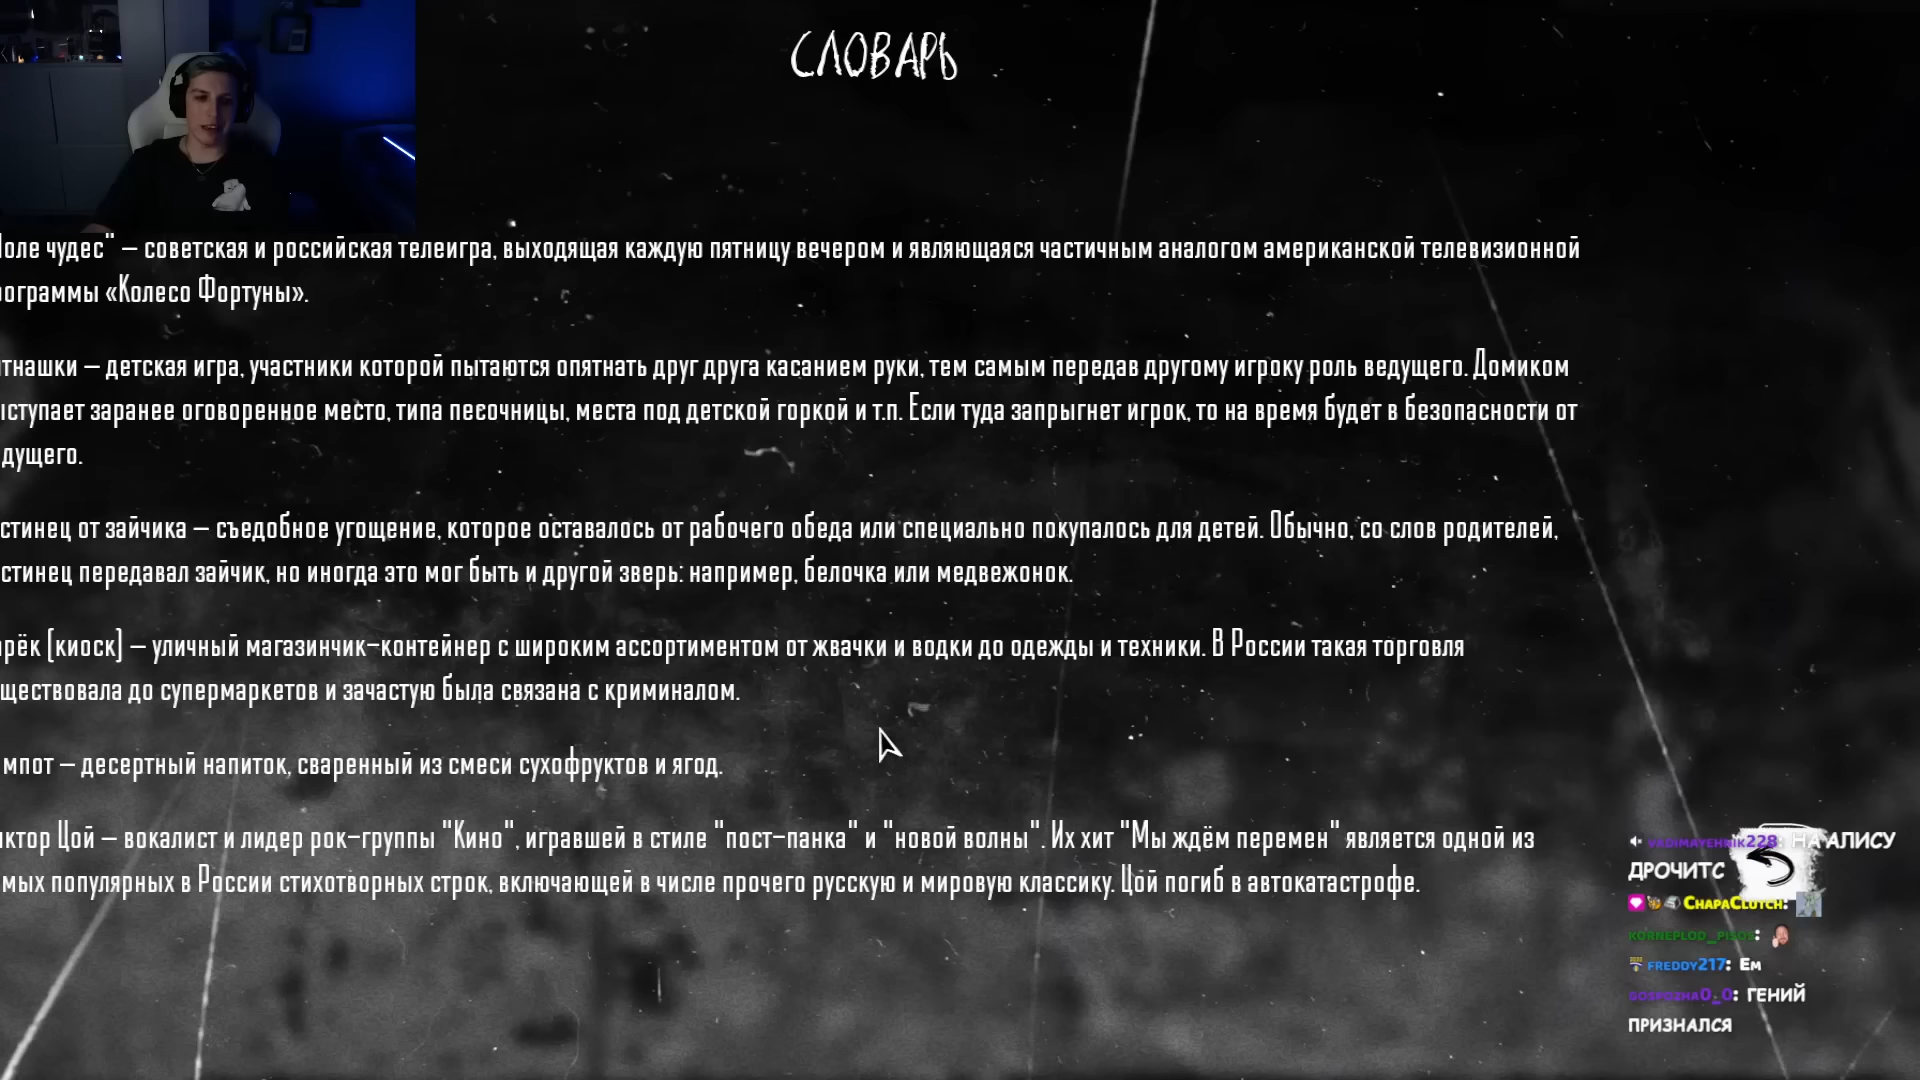 СЛОВАРЬ
оле чудес" – советская и российская телеигра, выходящая каждую пятницу вечером и являющаяся частичным аналогом американской телевизионной
ограммы «Колесо Фортуны».
тнашки – детская игра, участники которой пытаются опятнать друг друга касанием руки, тем самым передав другому игроку роль ведущего. Домиком
ступает заранее оговоренное место, типа песочницы, места под детской горкой и т.п. Если туда запрыгнет игрок, то на время будет в безопасности от
дущего.
стинец от зайчика – съедобное угощение, которое оставалось от рабочего обеда или специально покупалось для детей. Обычно, со слов родителей,
стинец передавал зайчик, но иногда это мог быть и другой зверь: например, белочка или медвежонок.
рёк [киоск] – уличный магазинчик-контейнер с широким ассортиментом от жвачки и водки до одежды и техники. В России такая торговля
ществовала до супермаркетов и зачастую была связана с криминалом.
мпот – десертный напиток, сваренный из смеси сухофруктов и ягод.
ктор Цой – вокалист и лидер рок-группы "Кино", игравшей в стиле "пост-панка" и "новой волны". Их хит "Мы ждём перемен" является одной из
мых популярных в России стихотворных строк, включающей в числе прочего русскую и мировую классику. Цой погиб в автокатастрофе.
НА АЛИСУ
ДРОЧИТС
CHAPACLUTCH:
FREDDY217: Ем
GOSPOZHA0_0: ГЕНИЙ
ПРИЗНАЛСЯ